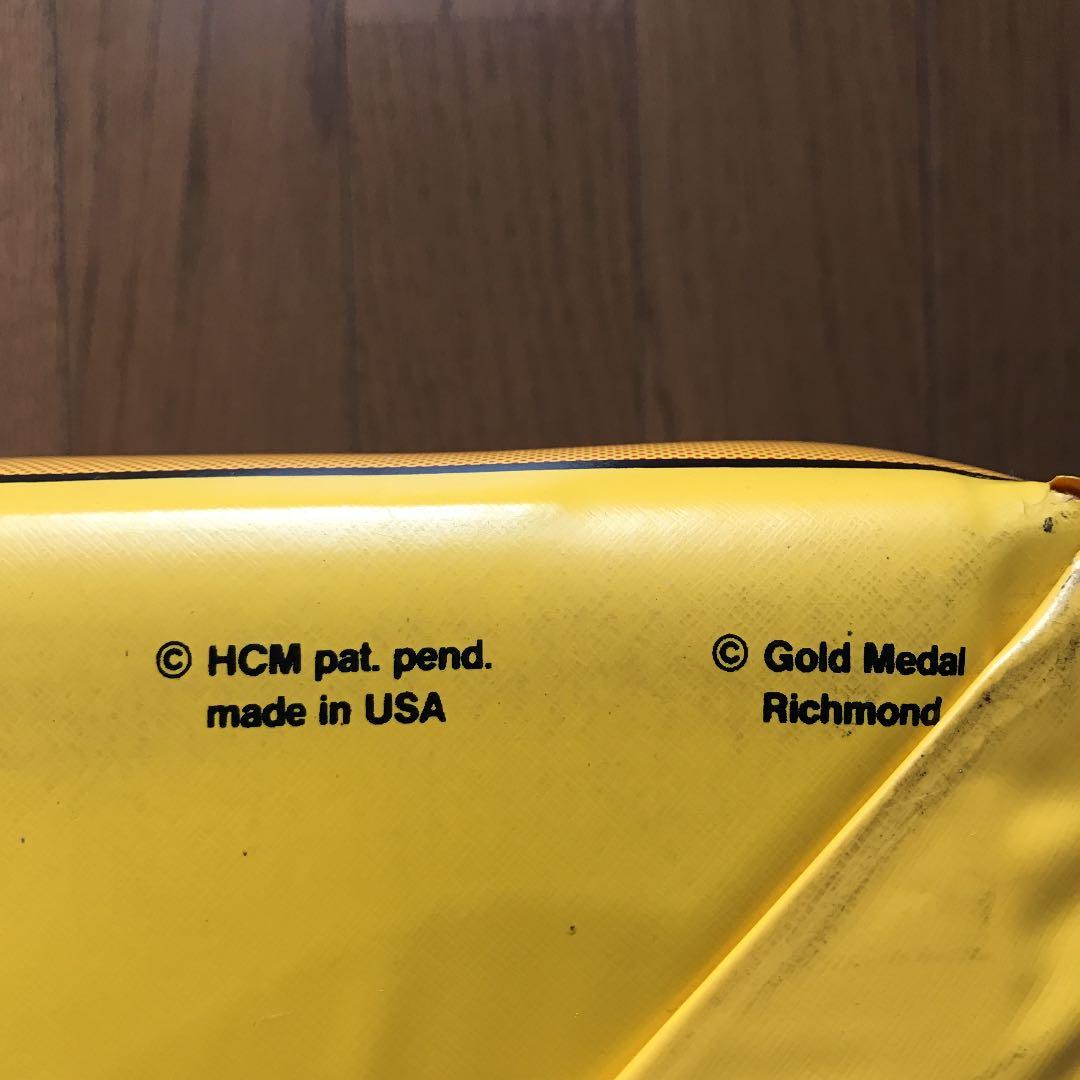 © HCM pat. pend.
made in USA
© Gold Medal
Richmond